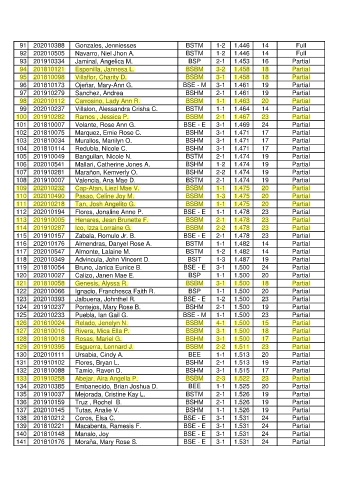 91 202010388 Gonzales, Jenniesses BSTM 1-2 1.446 14 Full
92 202010505 Navarro, Niel Jhon A. BSTM 1-2 1.446 14 Full
93 201910334 Jaminal, Angelica M. BSP 2-1 1.453 16 Partial
94 201810121 Espenilla, Janinna L. BSBM 3-2 1.458 18 Partial
95 201810098 Villaflor, Charity D. BSBM 3-1 1.458 18 Partial
96 201810173 Ojeñar, Mary-Ann G. BSE - M 3-1 1.461 19 Partial
97 201910279 Sanchez, Andrea BSHM 2-1 1.461 19 Partial
98 202010112 Camosino, Lady Ann R. BSBM 1-1 1.463 20 Partial
99 202010237 Villalon, Alessandra Crisha C. BSTM 1-1 1.464 14 Partial
100 201910282 Ramos , Jessica P. BSBM 2-1 1.467 23 Partial
101 201810007 Volante, Rose Ann G. BSE - E 3-1 1.469 24 Partial
102 201810075 Marquez, Ernie Rose C. BSHM 3-1 1.471 17 Partial
103 201810034 Murallos, Marilyn O. BSHM 3-1 1.471 17 Partial
104 201810114 Redobla, Nicole C. BSHM 3-1 1.471 17 Partial
105 201910049 Banguilan, Nicole N. BSTM 2-1 1.474 19 Partial
106 202010541 Mallari, Catherine Jones A. BSHM 1-2 1.474 19 Partial
107 201910281 Marañon, Kemverly O. BSHM 2-2 1.474 19 Partial
108 201910007 Valencia, Ana Mae D. BSTM 2-1 1.474 19 Partial
109 202010232 Cap-Atan, Liezl Mae V. BSBM 1-1 1.475 20 Partial
110 202010490 Pasao, Celine Joy M. BSBM 1-3 1.475 20 Partial
111 202010218 Tan, Josh Angelito G. BSBM 1-1 1.475 20 Partial
112 202010194 Flores, Jonaline Anne P. BSE - E 1-1 1.478 23 Partial
113 201910005 Henares, Jean Brunette F. BSBM 2-1 1.478 23 Partial
114 201910287 Ico, Izza Lorraine G. BSBM 2-2 1.478 23 Partial
115 201910157 Zabala, Romulo Jr. B. BSE - E 2-1 1.478 23 Partial
116 202010176 Almendras, Danyel Rose A. BSTM 1-1 1.482 14 Partial
117 202010547 Almonte, Lalaine M. BSTM 1-2 1.482 14 Partial
118 202010349 Advincula, John Vincent D. BSIT 1-3 1.487 19 Partial
119 201810054 Bruno, Janica Eunice B. BSE - E 3-1 1.500 24 Partial
120 202010027 Calizo, Janen Mae E. BSP 1-1 1.500 20 Partial
121 201810058 Genesis, Alyssa R. BSBM 3-1 1.500 18 Partial
122 202010066 Ignacio, Franchesca Faith R. BSP 1-1 1.500 20 Partial
123 202010393 Jalbuena, Johnrhel R. BSE - E 1-2 1.500 23 Partial
124 201910237 Pormejos, Mary Rose B. BSHM 2-1 1.500 19 Partial
125 202010233 Puebla, Ian Gail G. BSE - M 1-1 1.500 23 Partial
126 201610024 Relado, Jenelyn N. BSBM 4-1 1.500 15 Partial
127 201810016 Rivera, Mica Ella P. BSBM 3-1 1.500 18 Partial
128 201810018 Rosas, Mariel G. BSHM 3-1 1.500 17 Partial
129 201910395 Esguerra, Lennard J. BSBM 2-2 1.511 23 Partial
130 202010111 Ursabia, Cindy A. BEE 1-1 1.513 20 Partial
131 201910102 Flores, Bryan L. BSHM 2-1 1.513 19 Partial
132 201810088 Tamio, Raven D. BSHM 3-1 1.515 17 Partial
133 201910258 Abejar, Aira Angela P. BSBM 2-3 1.522 23 Partial
134 202010385 Embanecido, Brian Joshua D. BEE 1-1 1.525 20 Partial
135 201910037 Mejorada, Cristine Kay L. BSTM 2-1 1.526 19 Partial
136 201910159 Truz , Rochel B. BSHM 2-1 1.526 19 Partial
137 202010145 Tutas, Analie V. BSHM 1-1 1.526 19 Partial
138 201810212 Coros, Elsa C. BSE - E 3-1 1.531 24 Partial
139 201810221 Macabenta, Ramesis F. BSE - E 3-1 1.531 24 Partial
140 201810148 Manalo, Joy BSE - E 3-1 1.531 24 Partial
141 201810176 Moraña, Mary Rose S. BSE - E 3-1 1.531 24 Partial